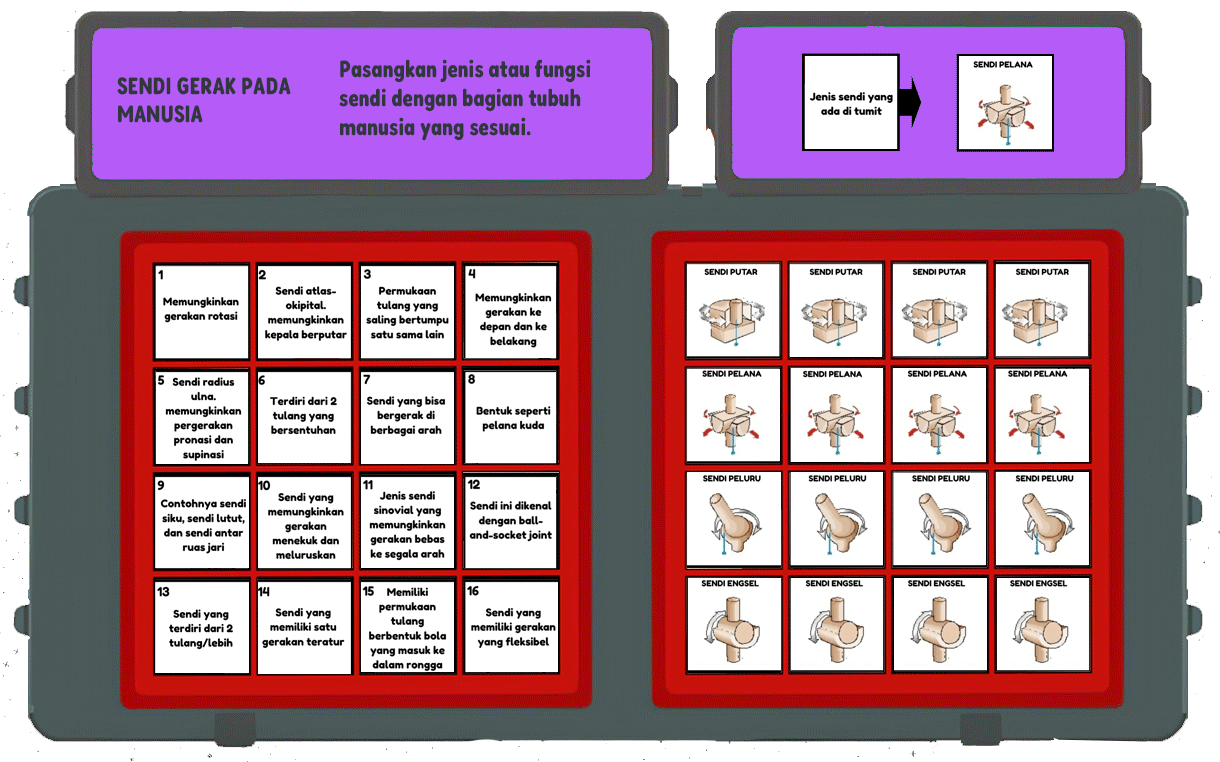 SENDI GERAK PADA
MANUSIA
Pasangkan jenis atau fungsi
sendi dengan bagian tubuh
manusia yang sesuai.
Jenis sendi yang
ada di tumit
SENDI PELANA
1
Memungkinkan
gerakan rotasi
2
Sendi atlas-
okipital.
memungkinkan
kepala berputar
3
Permukaan
tulang yang
saling bertumpu
satu sama lain
4
Memungkinkan
gerakan ke
depan dan ke
belakang
5
Sendi radius
ulna.
memungkinkan
pergerakan
pronasi dan
supinasi
6
Terdiri dari 2
tulang yang
bersentuhan
7
Sendi yang bisa
bergerak di
berbagai arah
8
Bentuk seperti
pelana kuda
9
Contohnya sendi
siku, sendi lutut,
dan sendi antar
ruas jari
10
Sendi yang
memungkinkan
gerakan
menekuk dan
meluruskan
11
Jenis sendi
sinovial yang
memungkinkan
gerakan bebas
ke segala arah
12
Sendi ini dikenal
dengan ball-
and-socket joint
13
Sendi yang
terdiri dari 2
tulang/lebih
14
Sendi yang
memiliki satu
gerakan teratur
15
Memiliki
permukaan
tulang
berbentuk bola
yang masuk ke
dalam rongga
16
Sendi yang
memiliki gerakan
yang fleksibel
SENDI PUTAR
SENDI PUTAR
SENDI PUTAR
SENDI PUTAR
SENDI PELANA
SENDI PELANA
SENDI PELANA
SENDI PELANA
SENDI PELURU
SENDI PELURU
SENDI PELURU
SENDI PELURU
SENDI ENGSEL
SENDI ENGSEL
SENDI ENGSEL
SENDI ENGSEL